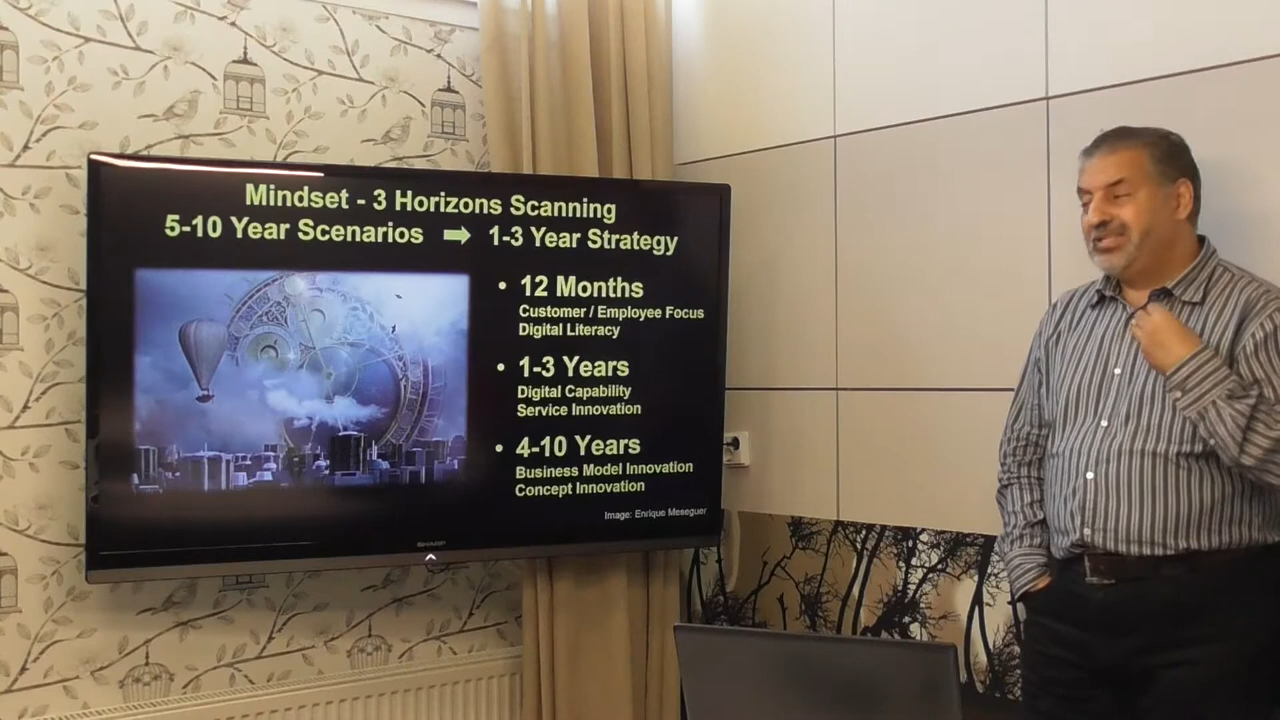 Mindset - 3 Horizons Scanning
5-10 Year Scenarios ➡ 1-3 Year Strategy
• 12 Months
Customer / Employee Focus
Digital Literacy
• 1-3 Years
Digital Capability
Service Innovation
• 4-10 Years
Business Model Innovation
Concept Innovation
Image: Enrique Meseguer
SHARP